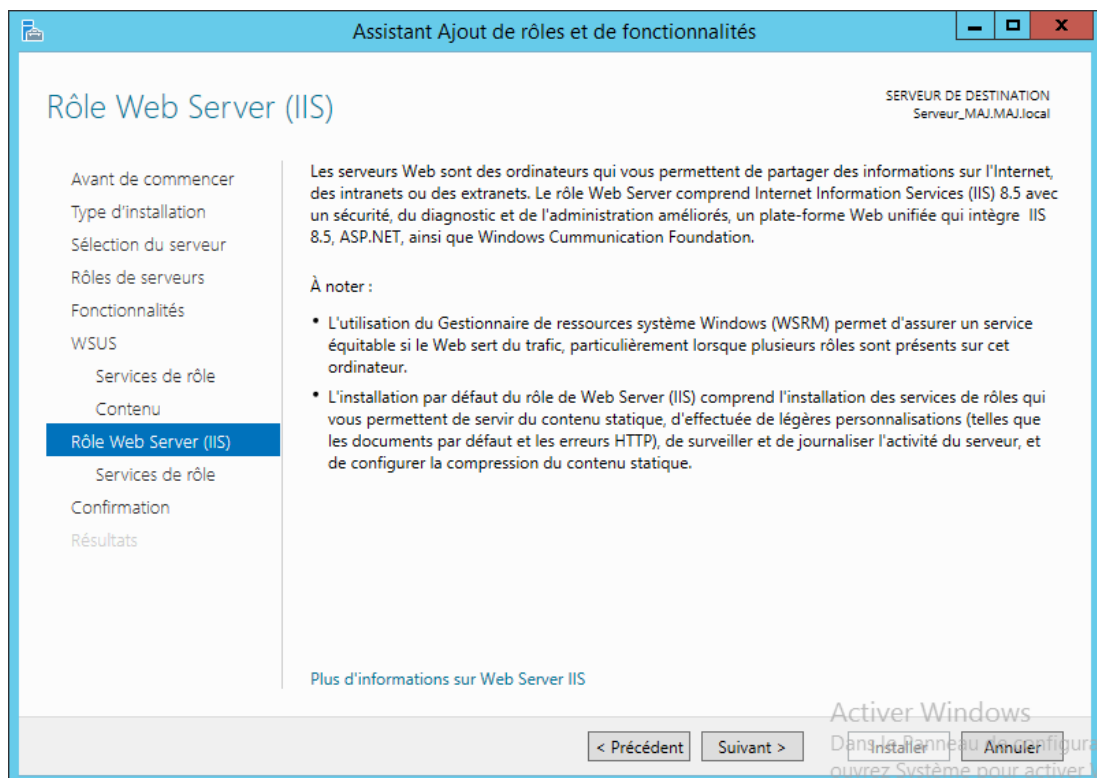 Assistant Ajout de rôles et de fonctionnalités
Rôle Web Server (IIS)
SERVEUR DE DESTINATION
Serveur_MAJ.MAJ.local
Avant de commencer
Type d'installation
Sélection du serveur
Rôles de serveurs
Fonctionnalités
WSUS
Services de rôle
Contenu
Rôle Web Server (IIS)
Services de rôle
Confirmation
Résultats
Les serveurs Web sont des ordinateurs qui vous permettent de partager des informations sur l'Internet,
des intranets ou des extranets. Le rôle Web Server comprend Internet Information Services (IIS) 8.5 avec
un sécurité, du diagnostic et de l'administration améliorés, un plate-forme Web unifiée qui intègre IIS
8.5, ASP.NET, ainsi que Windows Cummunication Foundation.
À noter :
• L'utilisation du Gestionnaire de ressources système Windows (WSRM) permet d'assurer un service
équitable si le Web sert du trafic, particulièrement lorsque plusieurs rôles sont présents sur cet
ordinateur.
• L'installation par défaut du rôle de Web Server (IIS) comprend l'installation des services de rôles qui
vous permettent de servir du contenu statique, d'effectuée de légères personnalisations (telles que
les documents par défaut et les erreurs HTTP), de surveiller et de journaliser l'activité du serveur, et
de configurer la compression du contenu statique.
Plus d'informations sur Web Server IIS
Activer Windows
Dans le Panneau de configura
ouvrez Système pour activer
< Précédent
Suivant >
Installer
Annuler